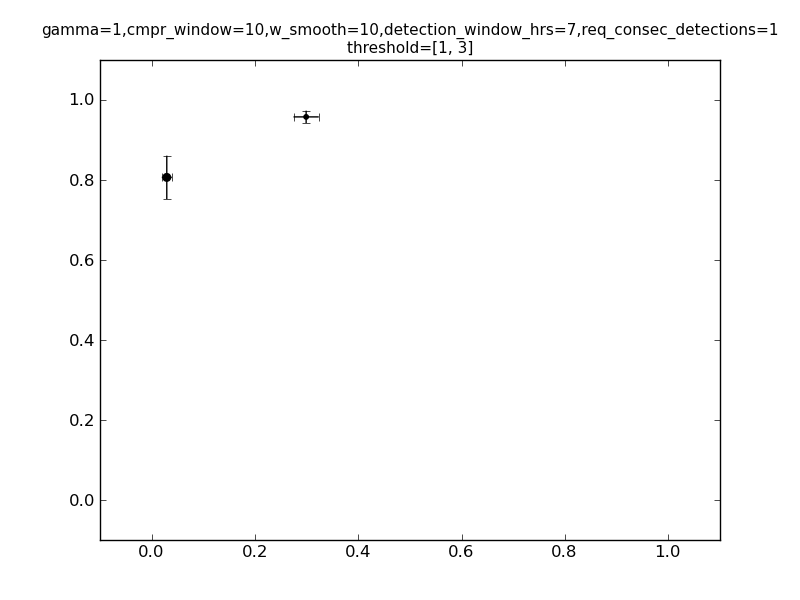 gamma=1,cmpr_window=10,w_smooth=10,detection_window_hrs=7,req_consec_detections=1
threshold=[1, 3]
1.0
0.8
0.6
0.4
0.2
0.0
0.0 0.2 0.4 0.6 0.8 1.0